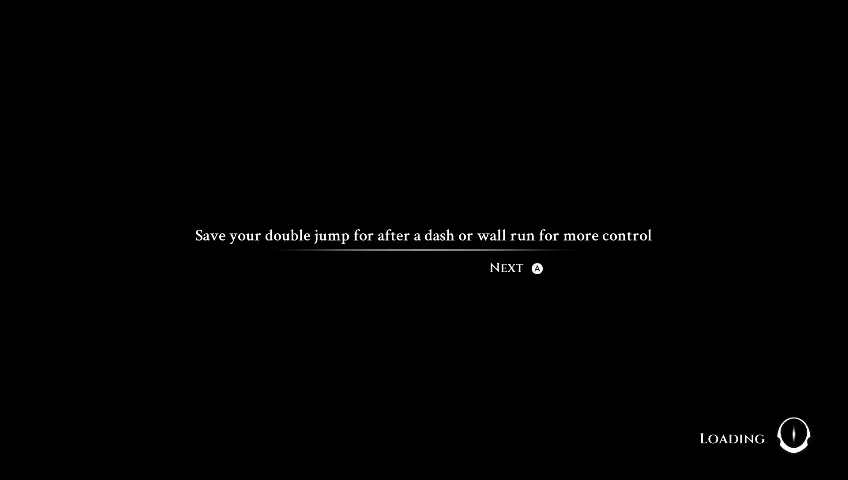 Save your double jump for after a dash or wall run for more control
Next A
Loading